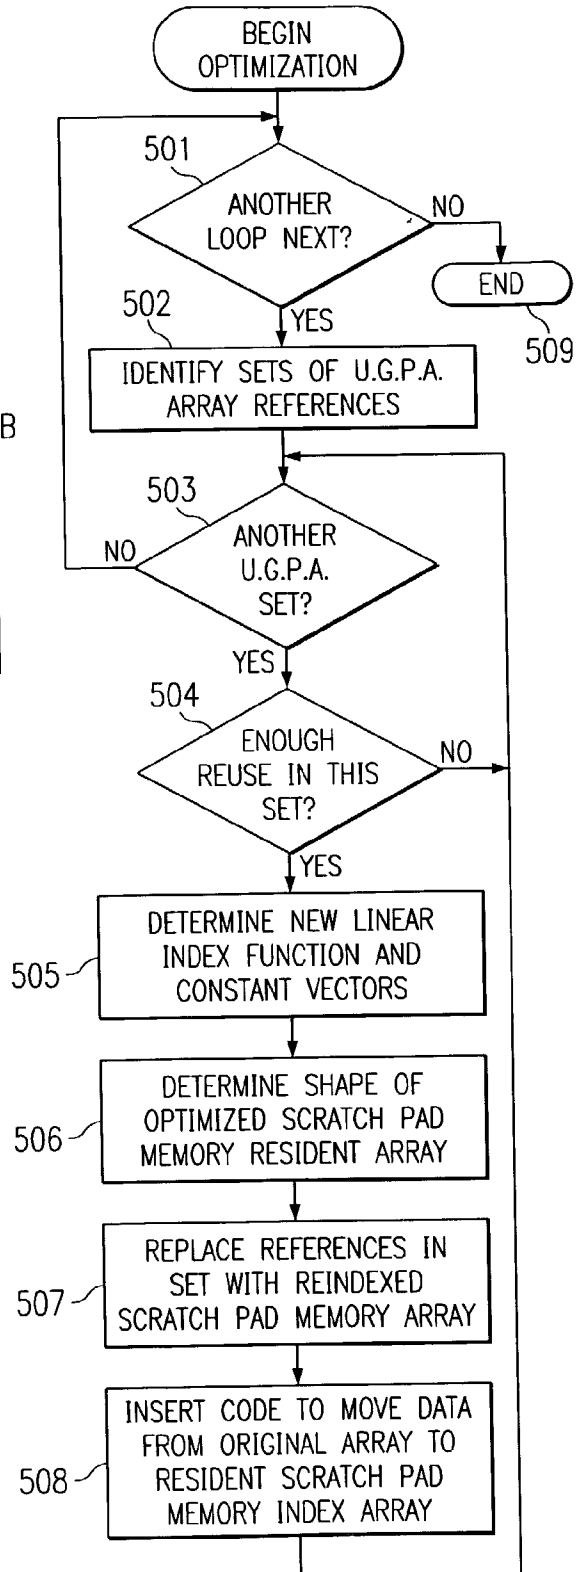 BEGIN
OPTIMIZATION
501
ANOTHER
LOOP NEXT?
NO
END
509
YES
502
IDENTIFY SETS OF U.G.P.A.
ARRAY REFERENCES
B
503
ANOTHER
U.G.P.A.
SET?
NO
YES
504
ENOUGH
REUSE IN THIS
SET?
NO
YES
505
DETERMINE NEW LINEAR
INDEX FUNCTION AND
CONSTANT VECTORS
506
DETERMINE SHAPE OF
OPTIMIZED SCRATCH PAD
MEMORY RESIDENT ARRAY
507
REPLACE REFERENCES IN
SET WITH REINDEXED
SCRATCH PAD MEMORY ARRAY
508
INSERT CODE TO MOVE DATA
FROM ORIGINAL ARRAY TO
RESIDENT SCRATCH PAD
MEMORY INDEX ARRAY